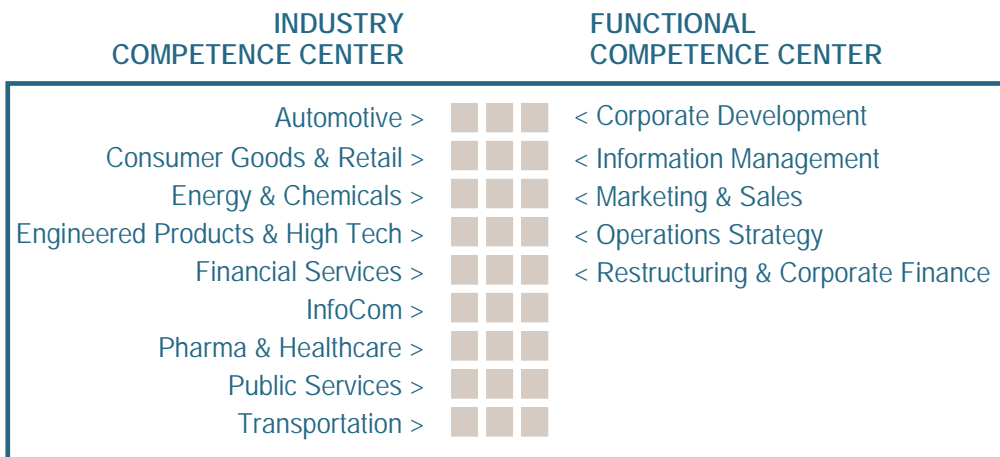 INDUSTRY
COMPETENCE CENTER
FUNCTIONAL
COMPETENCE CENTER
Automotive >
Consumer Goods & Retail >
Energy & Chemicals >
Engineered Products & High Tech >
Financial Services >
InfoCom >
Pharma & Healthcare >
Public Services >
Transportation >
< Corporate Development
< Information Management
< Marketing & Sales
< Operations Strategy
< Restructuring & Corporate Finance